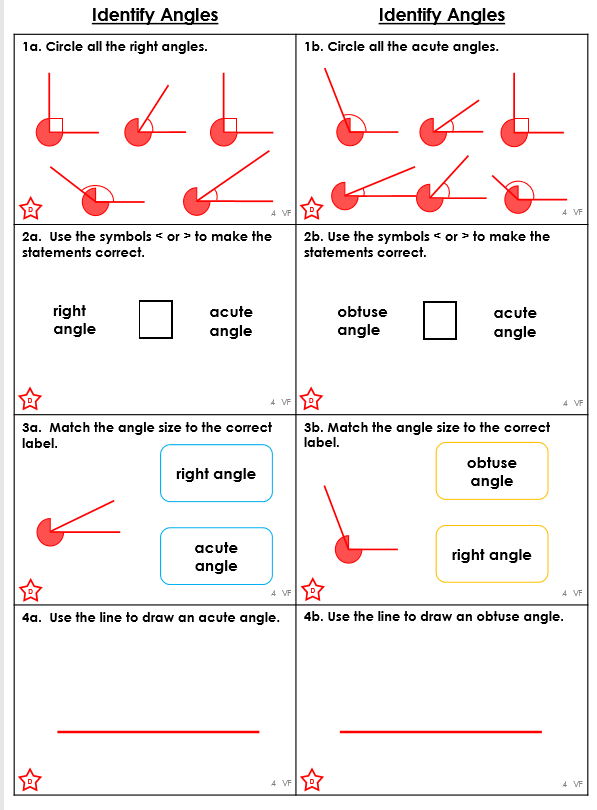 Identify Angles
Identify Angles
1a. Circle all the right angles.
D
4 VF
1b. Circle all the acute angles.
D
4 VF
2a. Use the symbols < or > to make the
statements correct.
right
angle
acute
angle
D
4 VF
2b. Use the symbols < or > to make the
statements correct.
obtuse
angle
acute
angle
D
4 VF
3a. Match the angle size to the correct
label.
right angle
acute
angle
D
4 VF
3b. Match the angle size to the correct
label.
obtuse
angle
right angle
D
4 VF
4a. Use the line to draw an acute angle.
D
4 VF
4b. Use the line to draw an obtuse angle.
D
4 VF